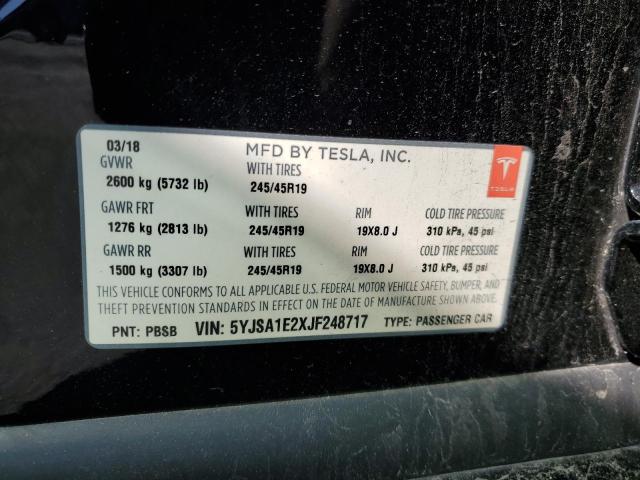 03/18 MFD BY TESLA, INC.
GVWR WITH TIRES
2600 kg (5732 lb) 245/45R19
TESLA
GAWR FRT WITH TIRES RIM COLD TIRE PRESSURE
1276 kg (2813 lb) 245/45R19 19X8.0 J 310 kPa, 45 psi
GAWR RR WITH TIRES RIM COLD TIRE PRESSURE
1500 kg (3307 lb) 245/45R19 19X8.0 J 310 kPa, 45 psi
THIS VEHICLE CONFORMS TO ALL APPLICABLE U.S. FEDERAL MOTOR VEHICLE SAFETY, BUMPER, AND
THEFT PREVENTION STANDARDS IN EFFECT ON THE DATE OF MANUFACTURE SHOWN ABOVE.
PNT: PBSB VIN: 5YJSA1E2XJF248717 TYPE: PASSENGER CAR